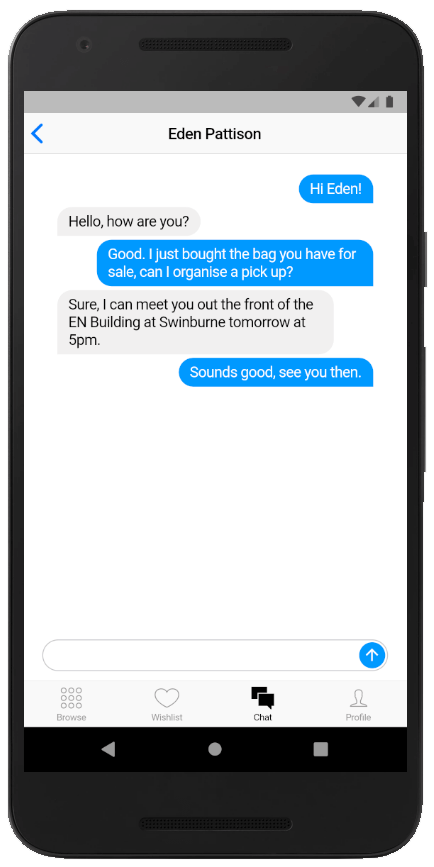 Eden Pattison
Hi Eden!
Hello, how are you?
Good. I just bought the bag you have for
sale, can I organise a pick up?
Sure, I can meet you out the front of the
EN Building at Swinburne tomorrow at
5pm.
Sounds good, see you then.
Browse
Wishlist
Chat
Profile